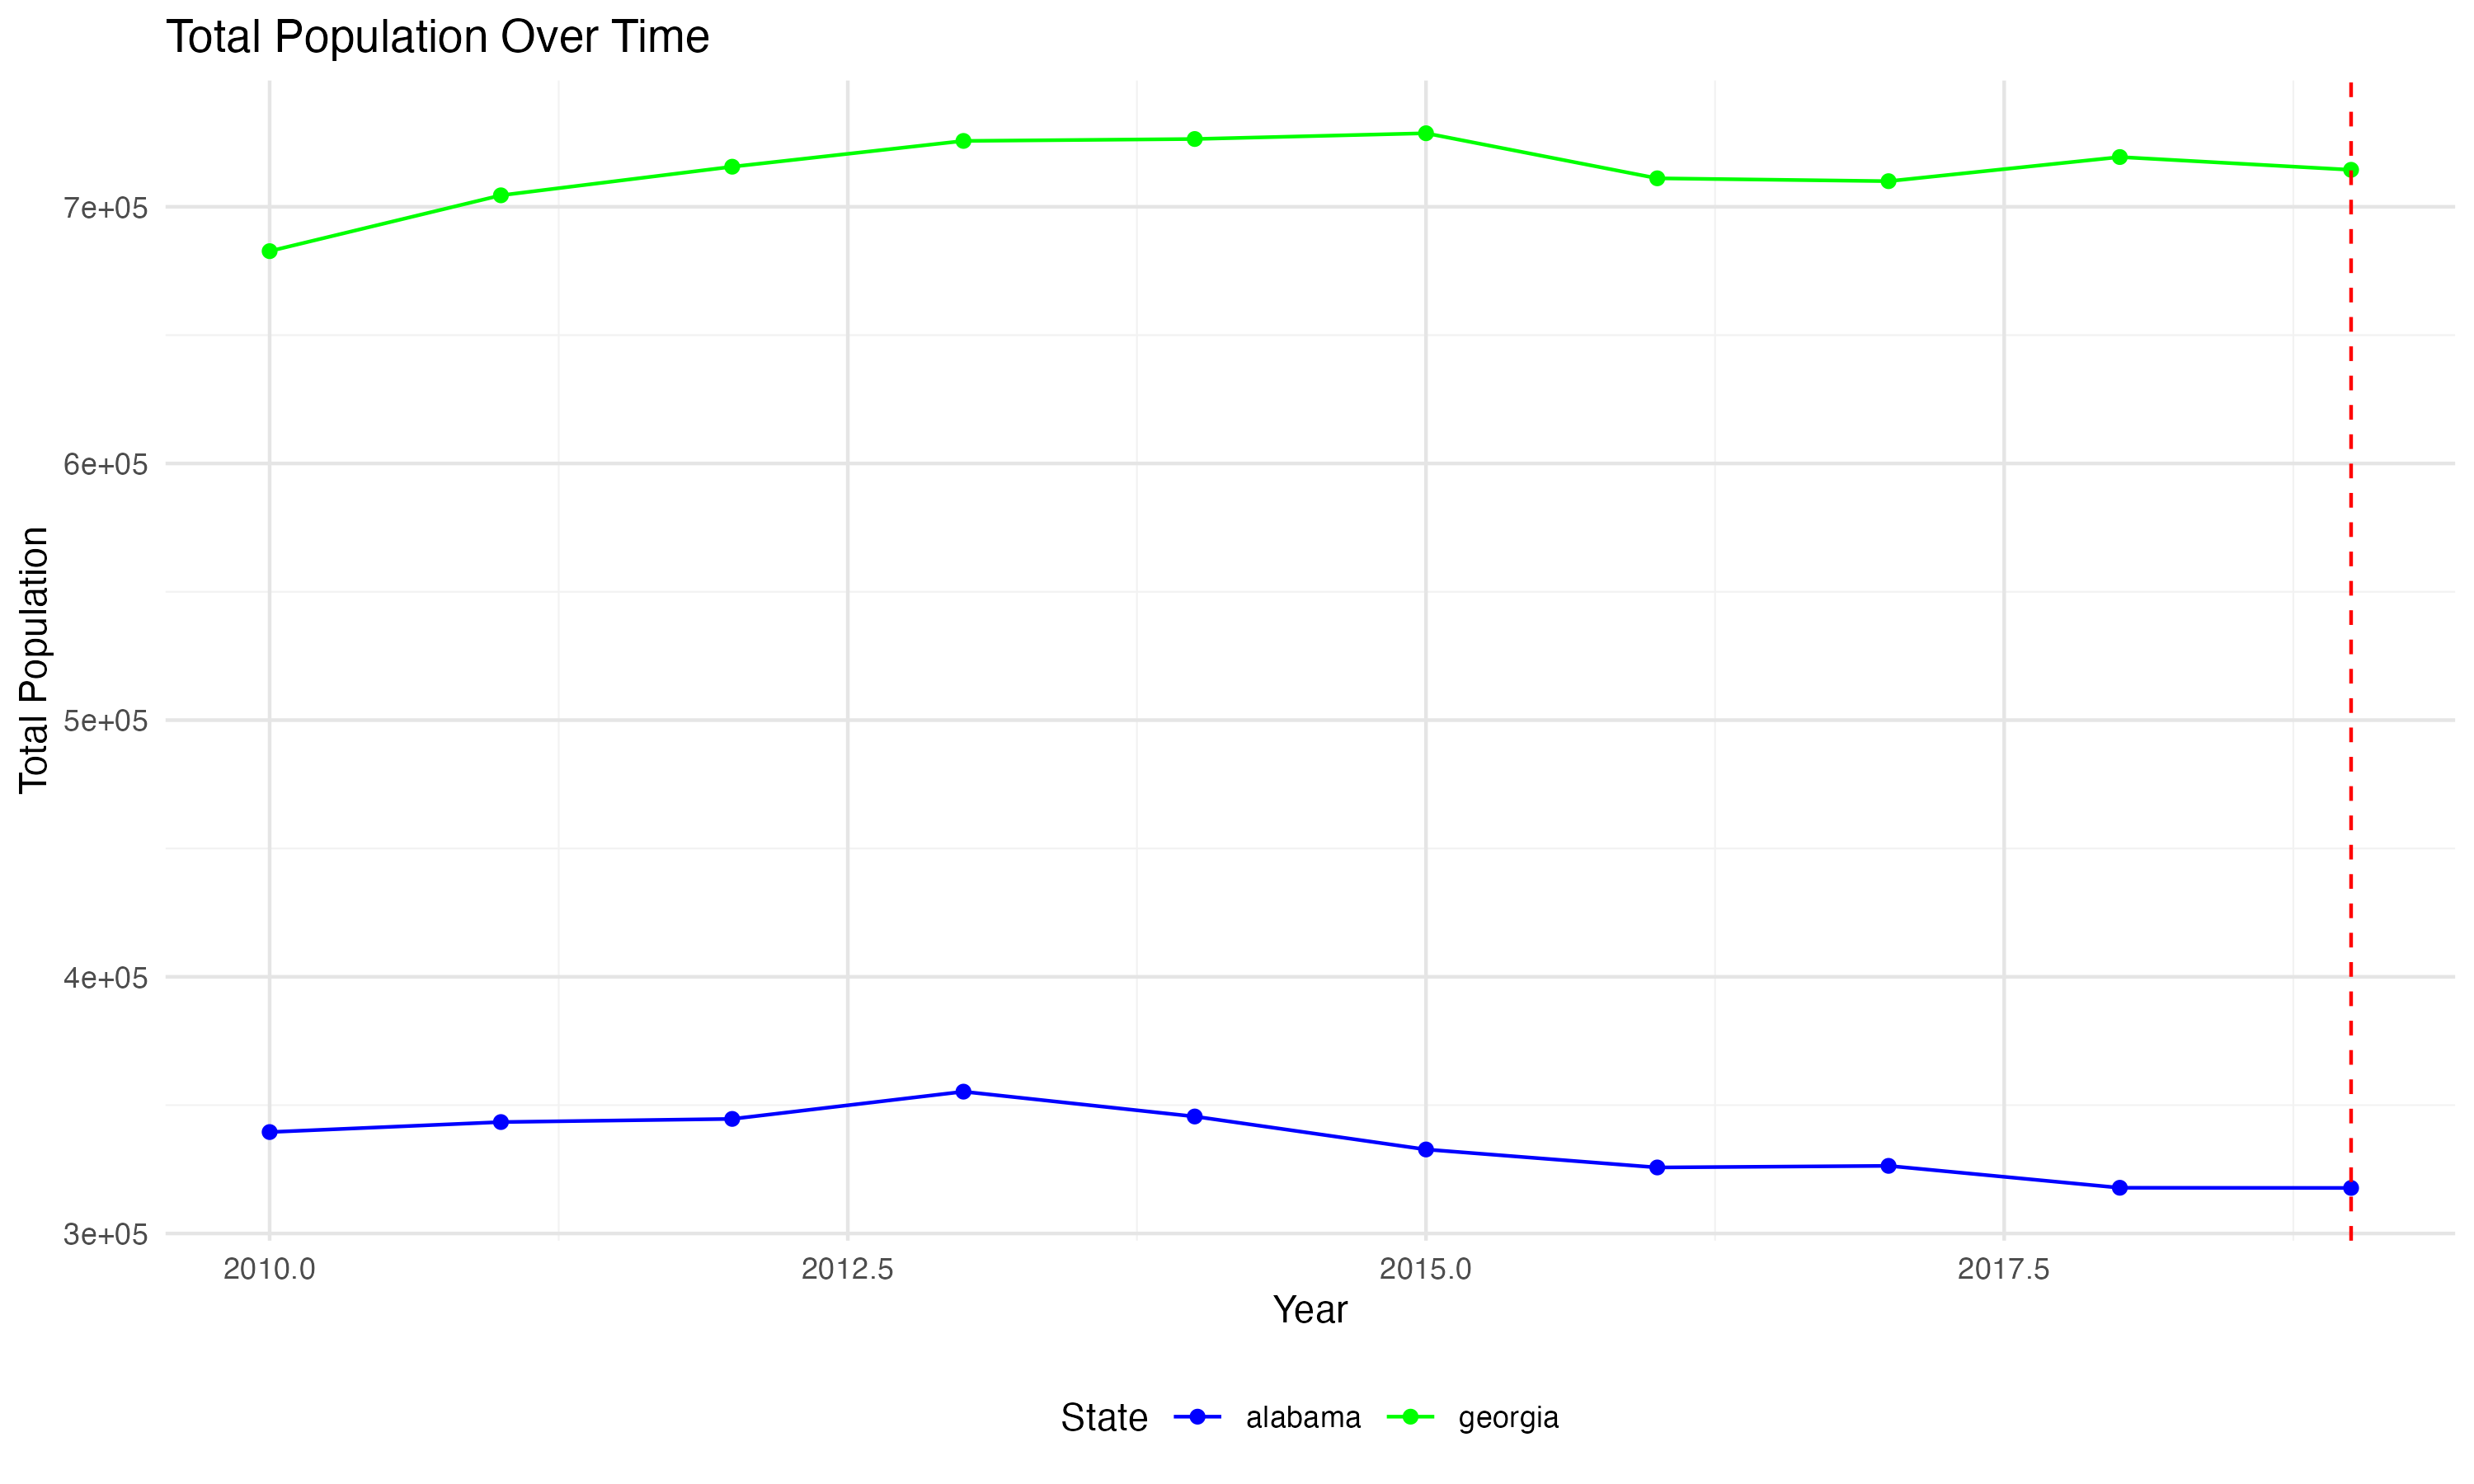 Total Population Over Time
Total Population
7e+05
6e+05
5e+05
4e+05
3e+05
2010.0 2012.5 2015.0 2017.5
Year
State alabama georgia